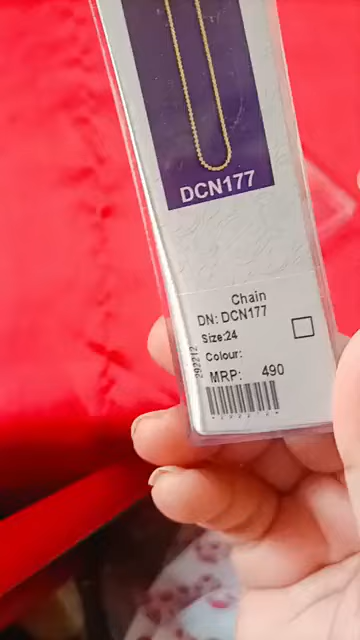 DCN177
Chain
DN: DCN177
Size:24
Colour:
MRP: 490
292212